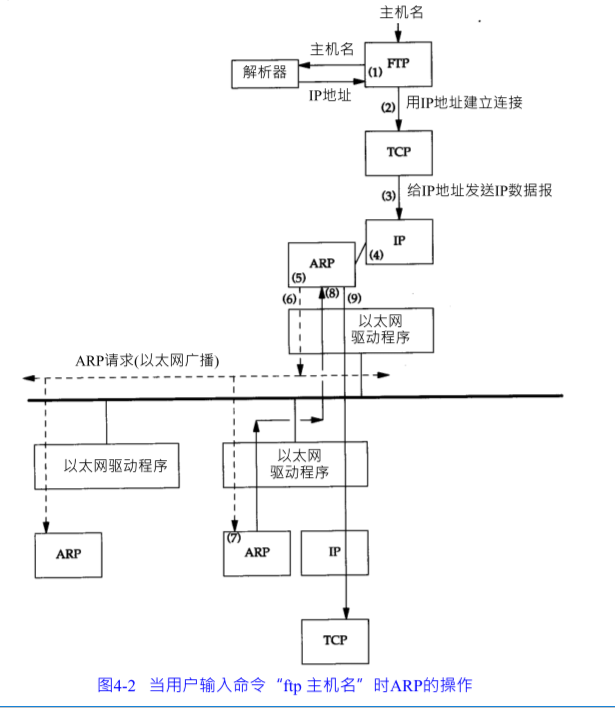 主机名
主机名
FTP
(1)
解析器
IP地址
(2) 用IP地址建立连接
TCP
(3) 给IP地址发送IP数据报
IP
(4)
ARP
(5)
(6) (8) (9)
以太网
驱动程序
ARP请求(以太网广播)
以太网驱动程序
以太网
驱动程序
(7)
ARP
ARP
IP
TCP
图4-2 当用户输入命令“ftp 主机名”时ARP的操作